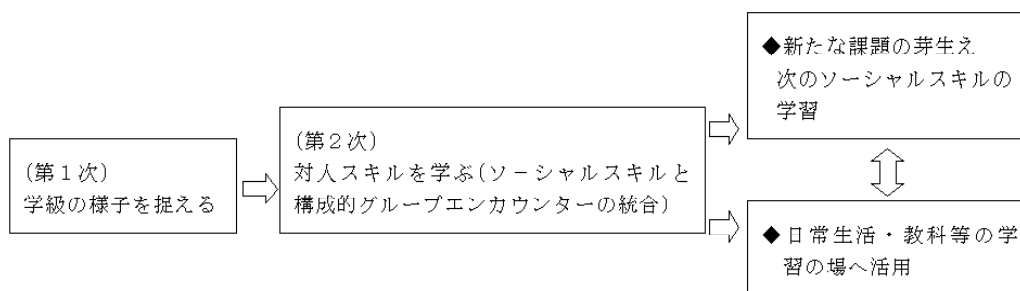 (第1次)
学級の様子を捉える
(第2次)
対人スキルを学ぶ(ソーシャルスキルと
構成的グループエンカウンターの統合)
◆新たな課題の芽生え
次のソーシャルスキルの
学習
◆日常生活・教科等の学
習の場へ活用